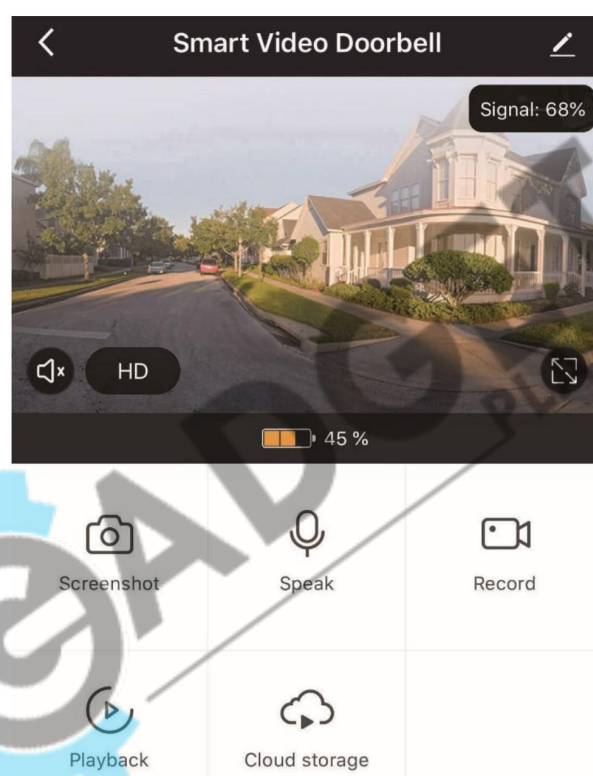 Smart Video Doorbell
Signal: 68%
HD
45 %
Screenshot
Speak
Record
Playback
Cloud storage